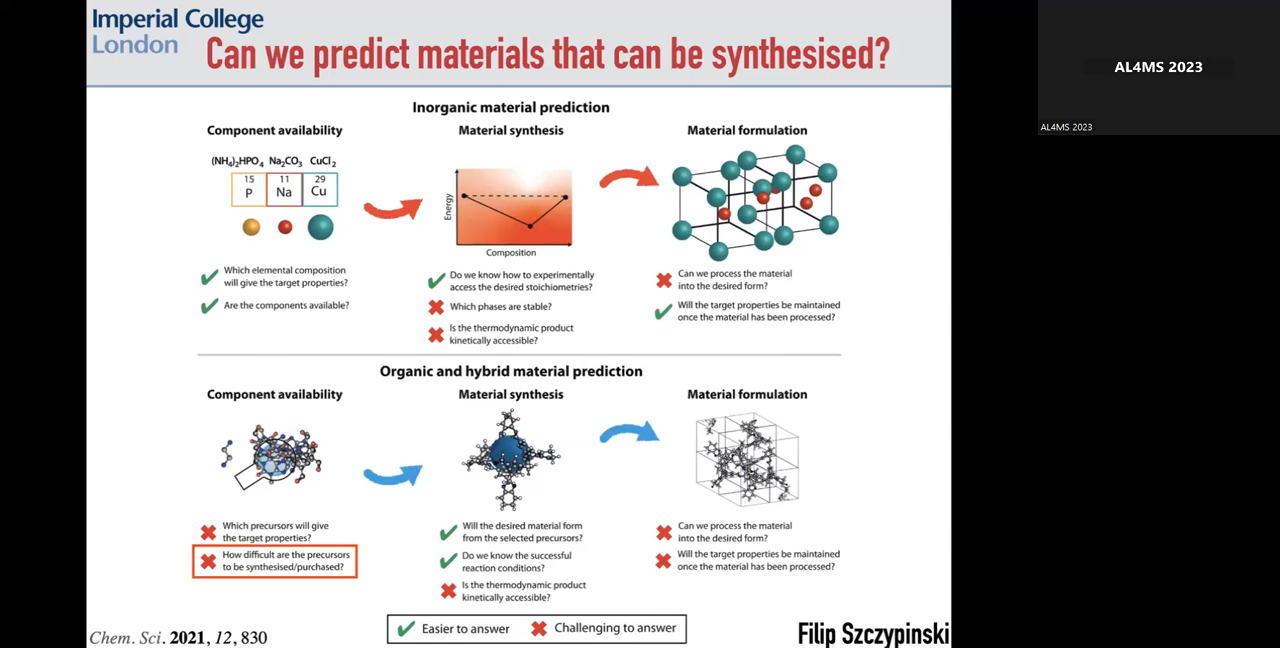 Imperial College
London
Can we predict materials that can be synthesised?
AL4MS 2023
AL4MS 2023
Inorganic material prediction
Component availability
(NH₄)₂HPO₄ Na₂CO₃ CuCl₂
15 11 29
P Na Cu
Which elemental composition
will give the target properties?
Are the components available?
Material synthesis
Energy
Composition
Do we know how to experimentally
access the desired stoichiometries?
Which phases are stable?
Is the thermodynamic product
kinetically accessible?
Material formulation
Can we process the material
into the desired form?
Will the target properties be maintained
once the material has been processed?
Organic and hybrid material prediction
Component availability
Which precursors will give
the target properties?
How difficult are the precursors
to be synthesised/purchased?
Material synthesis
Will the desired material form
from the selected precursors?
Do we know the successful
reaction conditions?
Is the thermodynamic product
kinetically accessible?
Material formulation
Can we process the material
into the desired form?
Will the target properties be maintained
once the material has been processed?
Easier to answer Challenging to answer
Chem. Sci. 2021, 12, 830
Filip Szczypinski